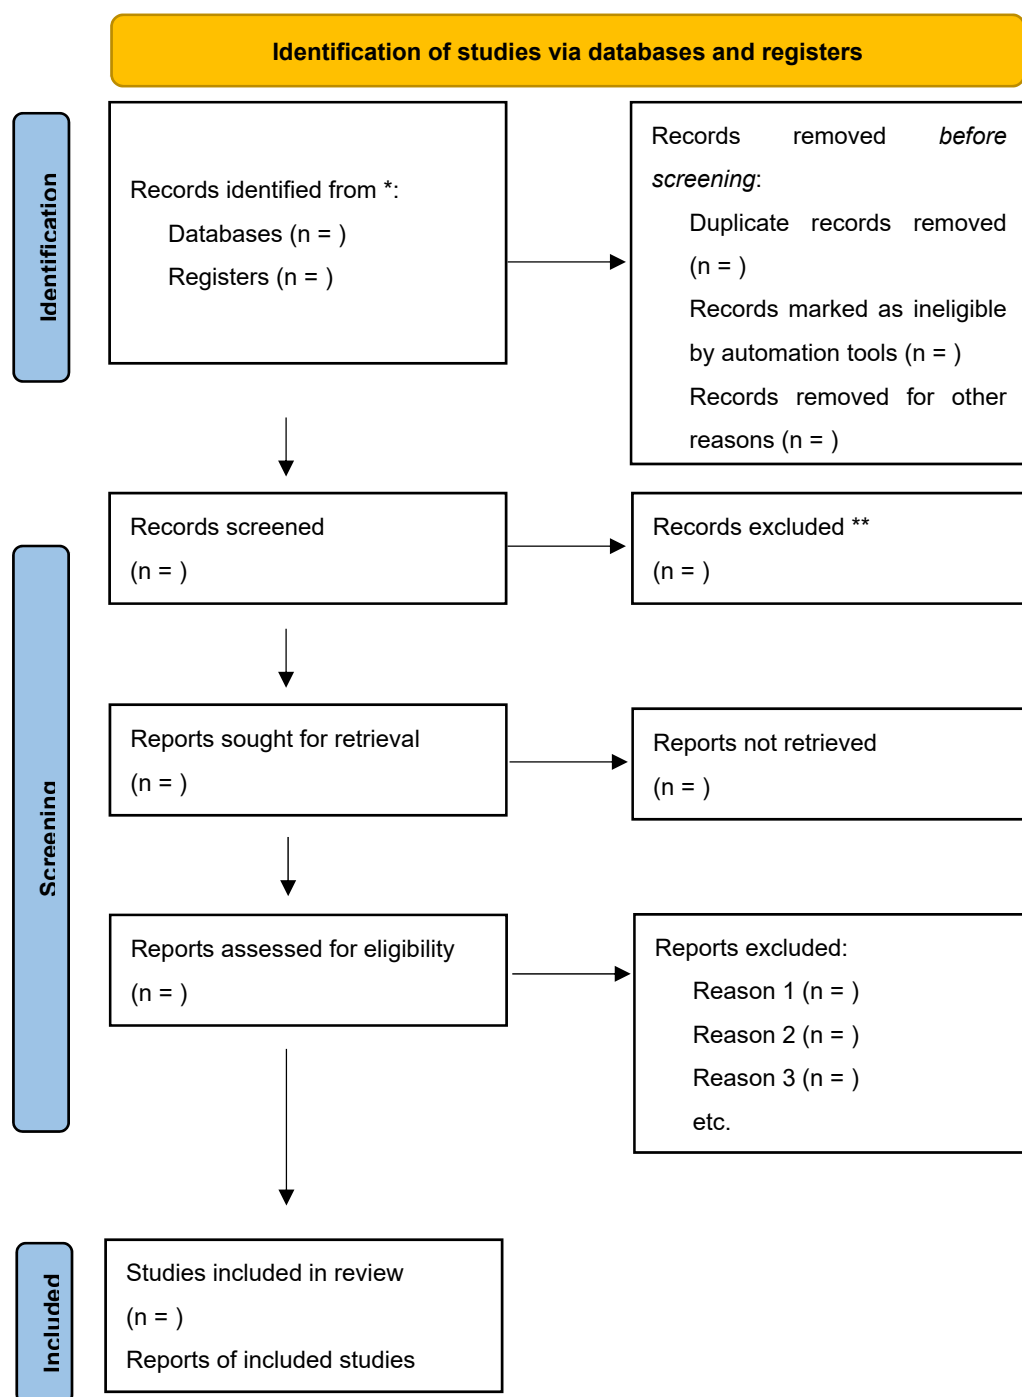 Identification of studies via databases and registers
Identification
Records identified from *:
Databases (n = )
Registers (n = )
Records removed before
screening:
Duplicate records removed
(n = )
Records marked as ineligible
by automation tools (n = )
Records removed for other
reasons (n = )
Screening
Records screened
(n = )
Records excluded **
(n = )
Reports sought for retrieval
(n = )
Reports not retrieved
(n = )
Reports assessed for eligibility
(n = )
Reports excluded:
Reason 1 (n = )
Reason 2 (n = )
Reason 3 (n = )
etc.
Included
Studies included in review
(n = )
Reports of included studies